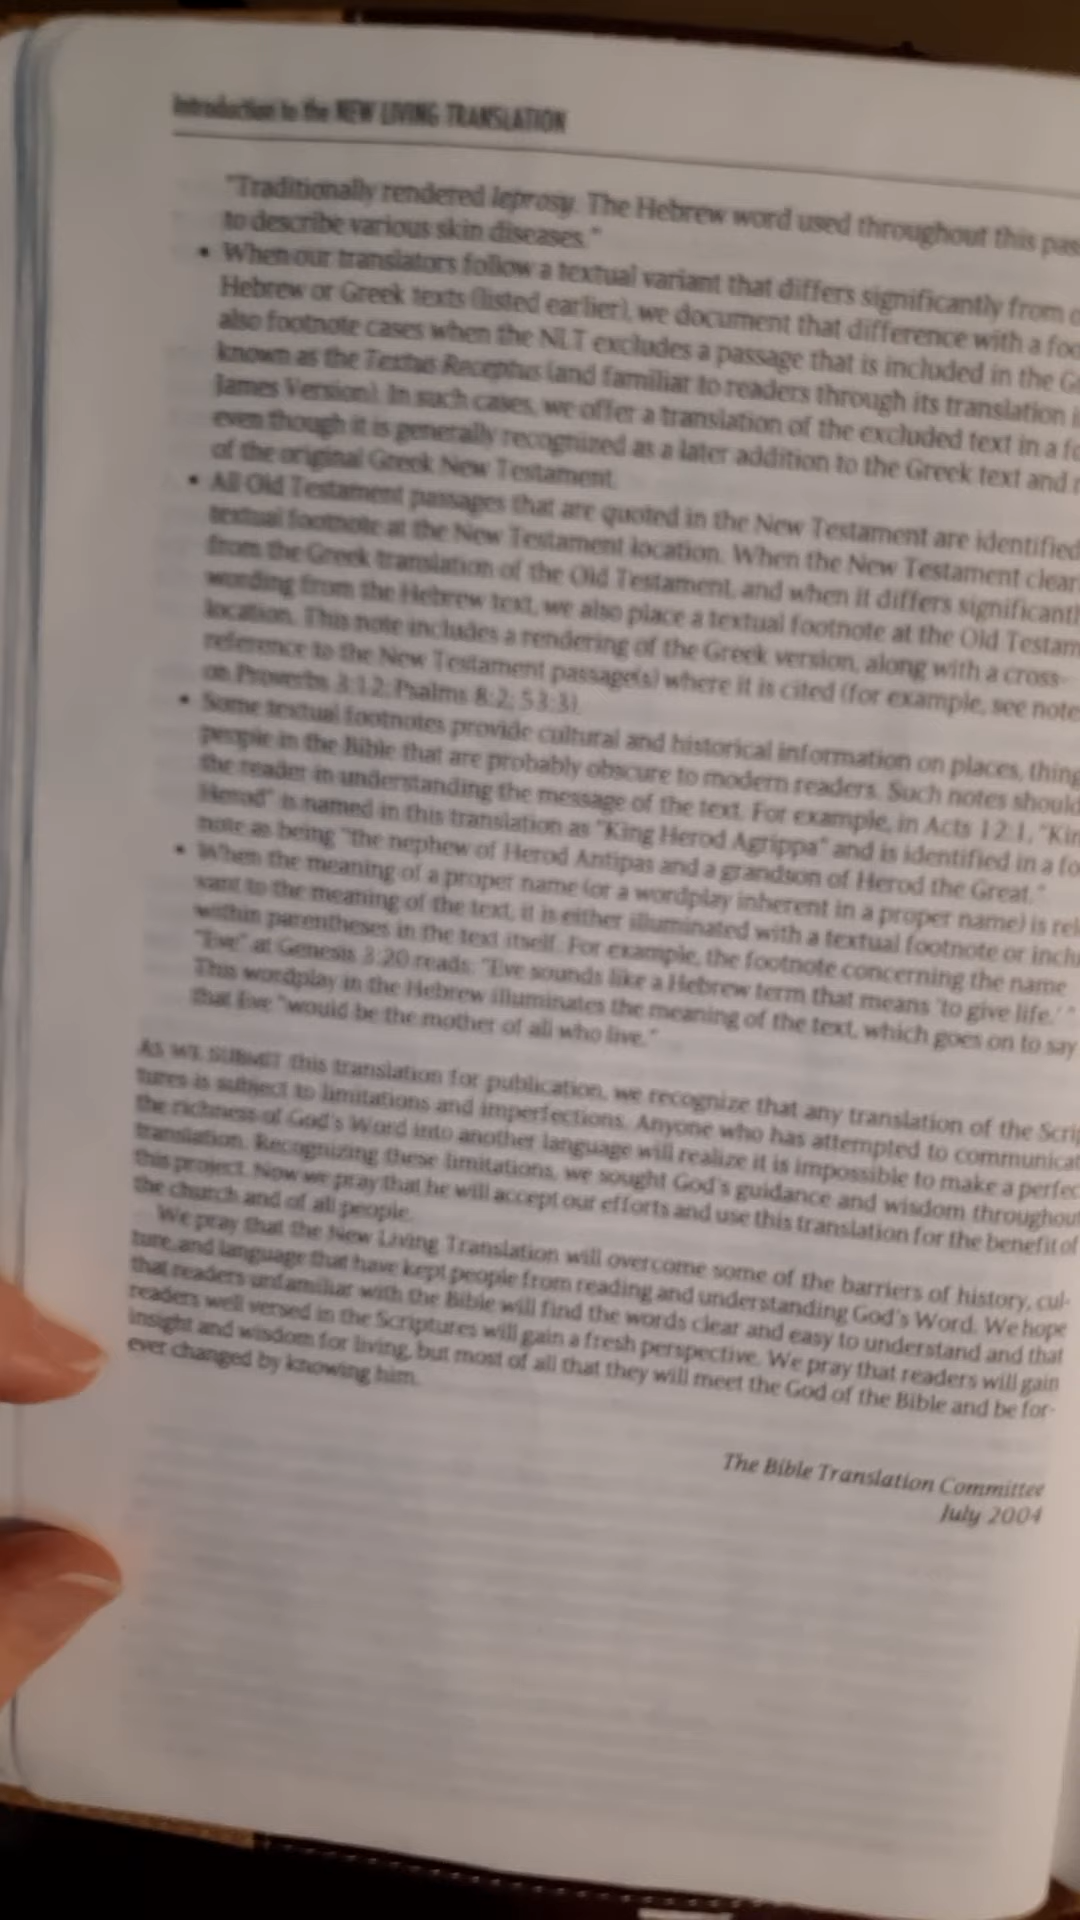 Introduction to the NEW LIVING TRANSLATION
"Traditionally rendered leprosy. The Hebrew word used throughout this pas
to describe various skin diseases."
• When our translators follow a textual variant that differs significantly from
Hebrew or Greek texts (listed earlier), we document that difference with a foo
also footnote cases when the NLT excludes a passage that is included in the G
known as the Textus Receptus (and familiar to readers through its translation i
James Version). In such cases, we offer a translation of the excluded text in a fo
even though it is generally recognized as a later addition to the Greek text and
of the original Greek New Testament.
• All Old Testament passages that are quoted in the New Testament are identified
textual footnote at the New Testament location. When the New Testament clear
from the Greek translation of the Old Testament, and when it differs significantl
wording from the Hebrew text, we also place a textual footnote at the Old Testam
location. This note includes a rendering of the Greek version, along with a cross-
reference to the New Testament passage(s) where it is cited (for example, see note
on Proverbs 3:12; Psalms 8:2; 53:3).
• Some textual footnotes provide cultural and historical information on places, thing
people in the Bible that are probably obscure to modern readers. Such notes should
the reader in understanding the message of the text. For example, in Acts 12:1, "Kin
Herod" is named in this translation as "King Herod Agrippa" and is identified in a fo
note as being "the nephew of Herod Antipas and a grandson of Herod the Great."
• When the meaning of a proper name (or a wordplay inherent in a proper name) is rel
vant to the meaning of the text, it is either illuminated with a textual footnote or inclu
within parentheses in the text itself. For example, the footnote concerning the name
"Eve" at Genesis 3:20 reads: "Eve sounds like a Hebrew term that means 'to give life.' "
This wordplay in the Hebrew illuminates the meaning of the text, which goes on to say
that Eve "would be the mother of all who live."
AS WE SUBMIT this translation for publication, we recognize that any translation of the Scrip
tures is subject to limitations and imperfections. Anyone who has attempted to communicat
the richness of God's Word into another language will realize it is impossible to make a perfec
translation. Recognizing these limitations, we sought God's guidance and wisdom throughout
this project. Now we pray that he will accept our efforts and use this translation for the benefit of
the church and of all people.
We pray that the New Living Translation will overcome some of the barriers of history, cul-
ture, and language that have kept people from reading and understanding God's Word. We hope
that readers unfamiliar with the Bible will find the words clear and easy to understand and that
readers well versed in the Scriptures will gain a fresh perspective. We pray that readers will gain
insight and wisdom for living, but most of all that they will meet the God of the Bible and be for-
ever changed by knowing him.
The Bible Translation Committee
July 2004